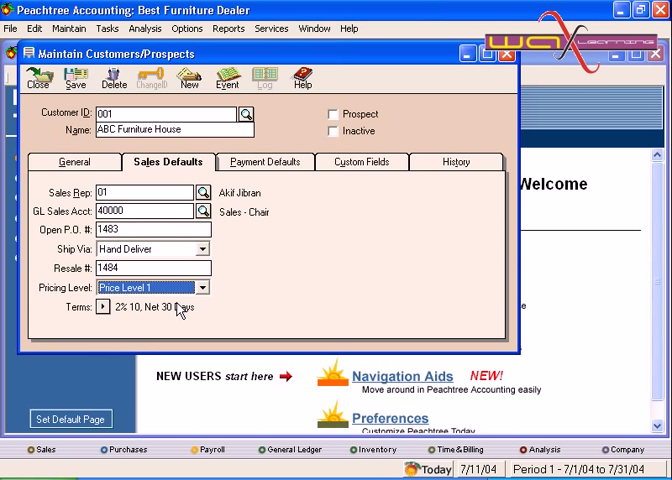 Peachtree Accounting: Best Furniture Dealer
File Edit Maintain Tasks Analysis Options Reports Services Window Help
wax Learning
Maintain Customers/Prospects
Close Save Delete ChangeID New Event Log Help
Customer ID: 001
Prospect
Name: ABC Furniture House
Inactive
General Sales Defaults Payment Defaults Custom Fields History
Sales Rep: 01 Akif Jibran
Welcome
GL Sales Acct: 40000 Sales - Chair
Open P.O. #: 1483
Ship Via: Hand Deliver
Resale #: 1484
Pricing Level: Price Level 1
Terms: 2% 10, Net 30 Days
NEW USERS start here
Navigation Aids NEW!
Move around in Peachtree Accounting easily
Set Default Page
Preferences
Customize Peachtree Today
Sales Purchases Payroll General Ledger Inventory Time & Billing Analysis Company
Today 7/11/04 Period 1 - 7/1/04 to 7/31/04